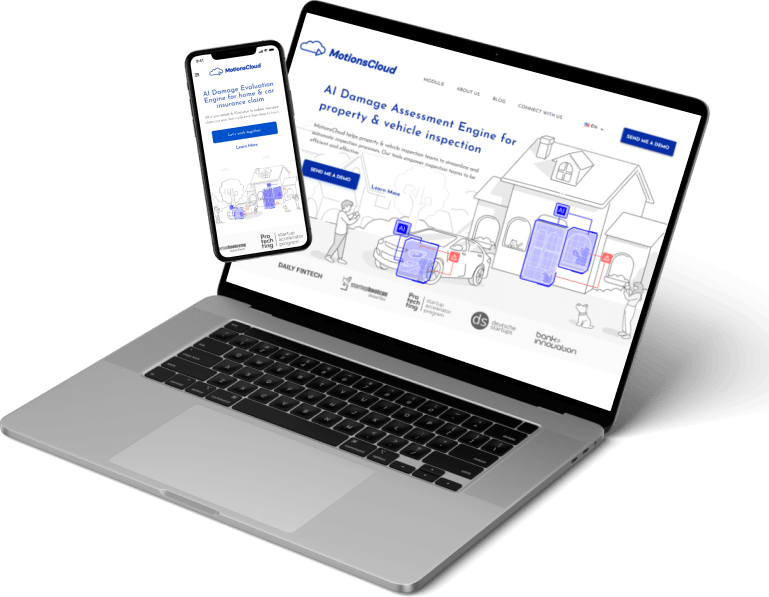 9:41
MotionsCloud
AI Damage Evaluation
Engine for home & car
insurance claim
Let's work together
Learn More
startupbootcamp
Pro
tech
ting
startup
accelerator
program
MotionsCloud
MODULE
ABOUT US
BLOG
CONNECT WITH US
EN
SEND ME A DEMO
AI Damage Assessment Engine for
property & vehicle inspection
MotionsCloud helps property & vehicle inspection teams to streamline and
automate inspection processes. Our tools empower inspection teams to be
efficient and effective
SEND ME A DEMO
Learn More
AI
AI
DAILY FINTECH
startupbootcamp
Pro
tech
ting
startup
accelerator
program
ds
deutsche
startups
bank
innovation